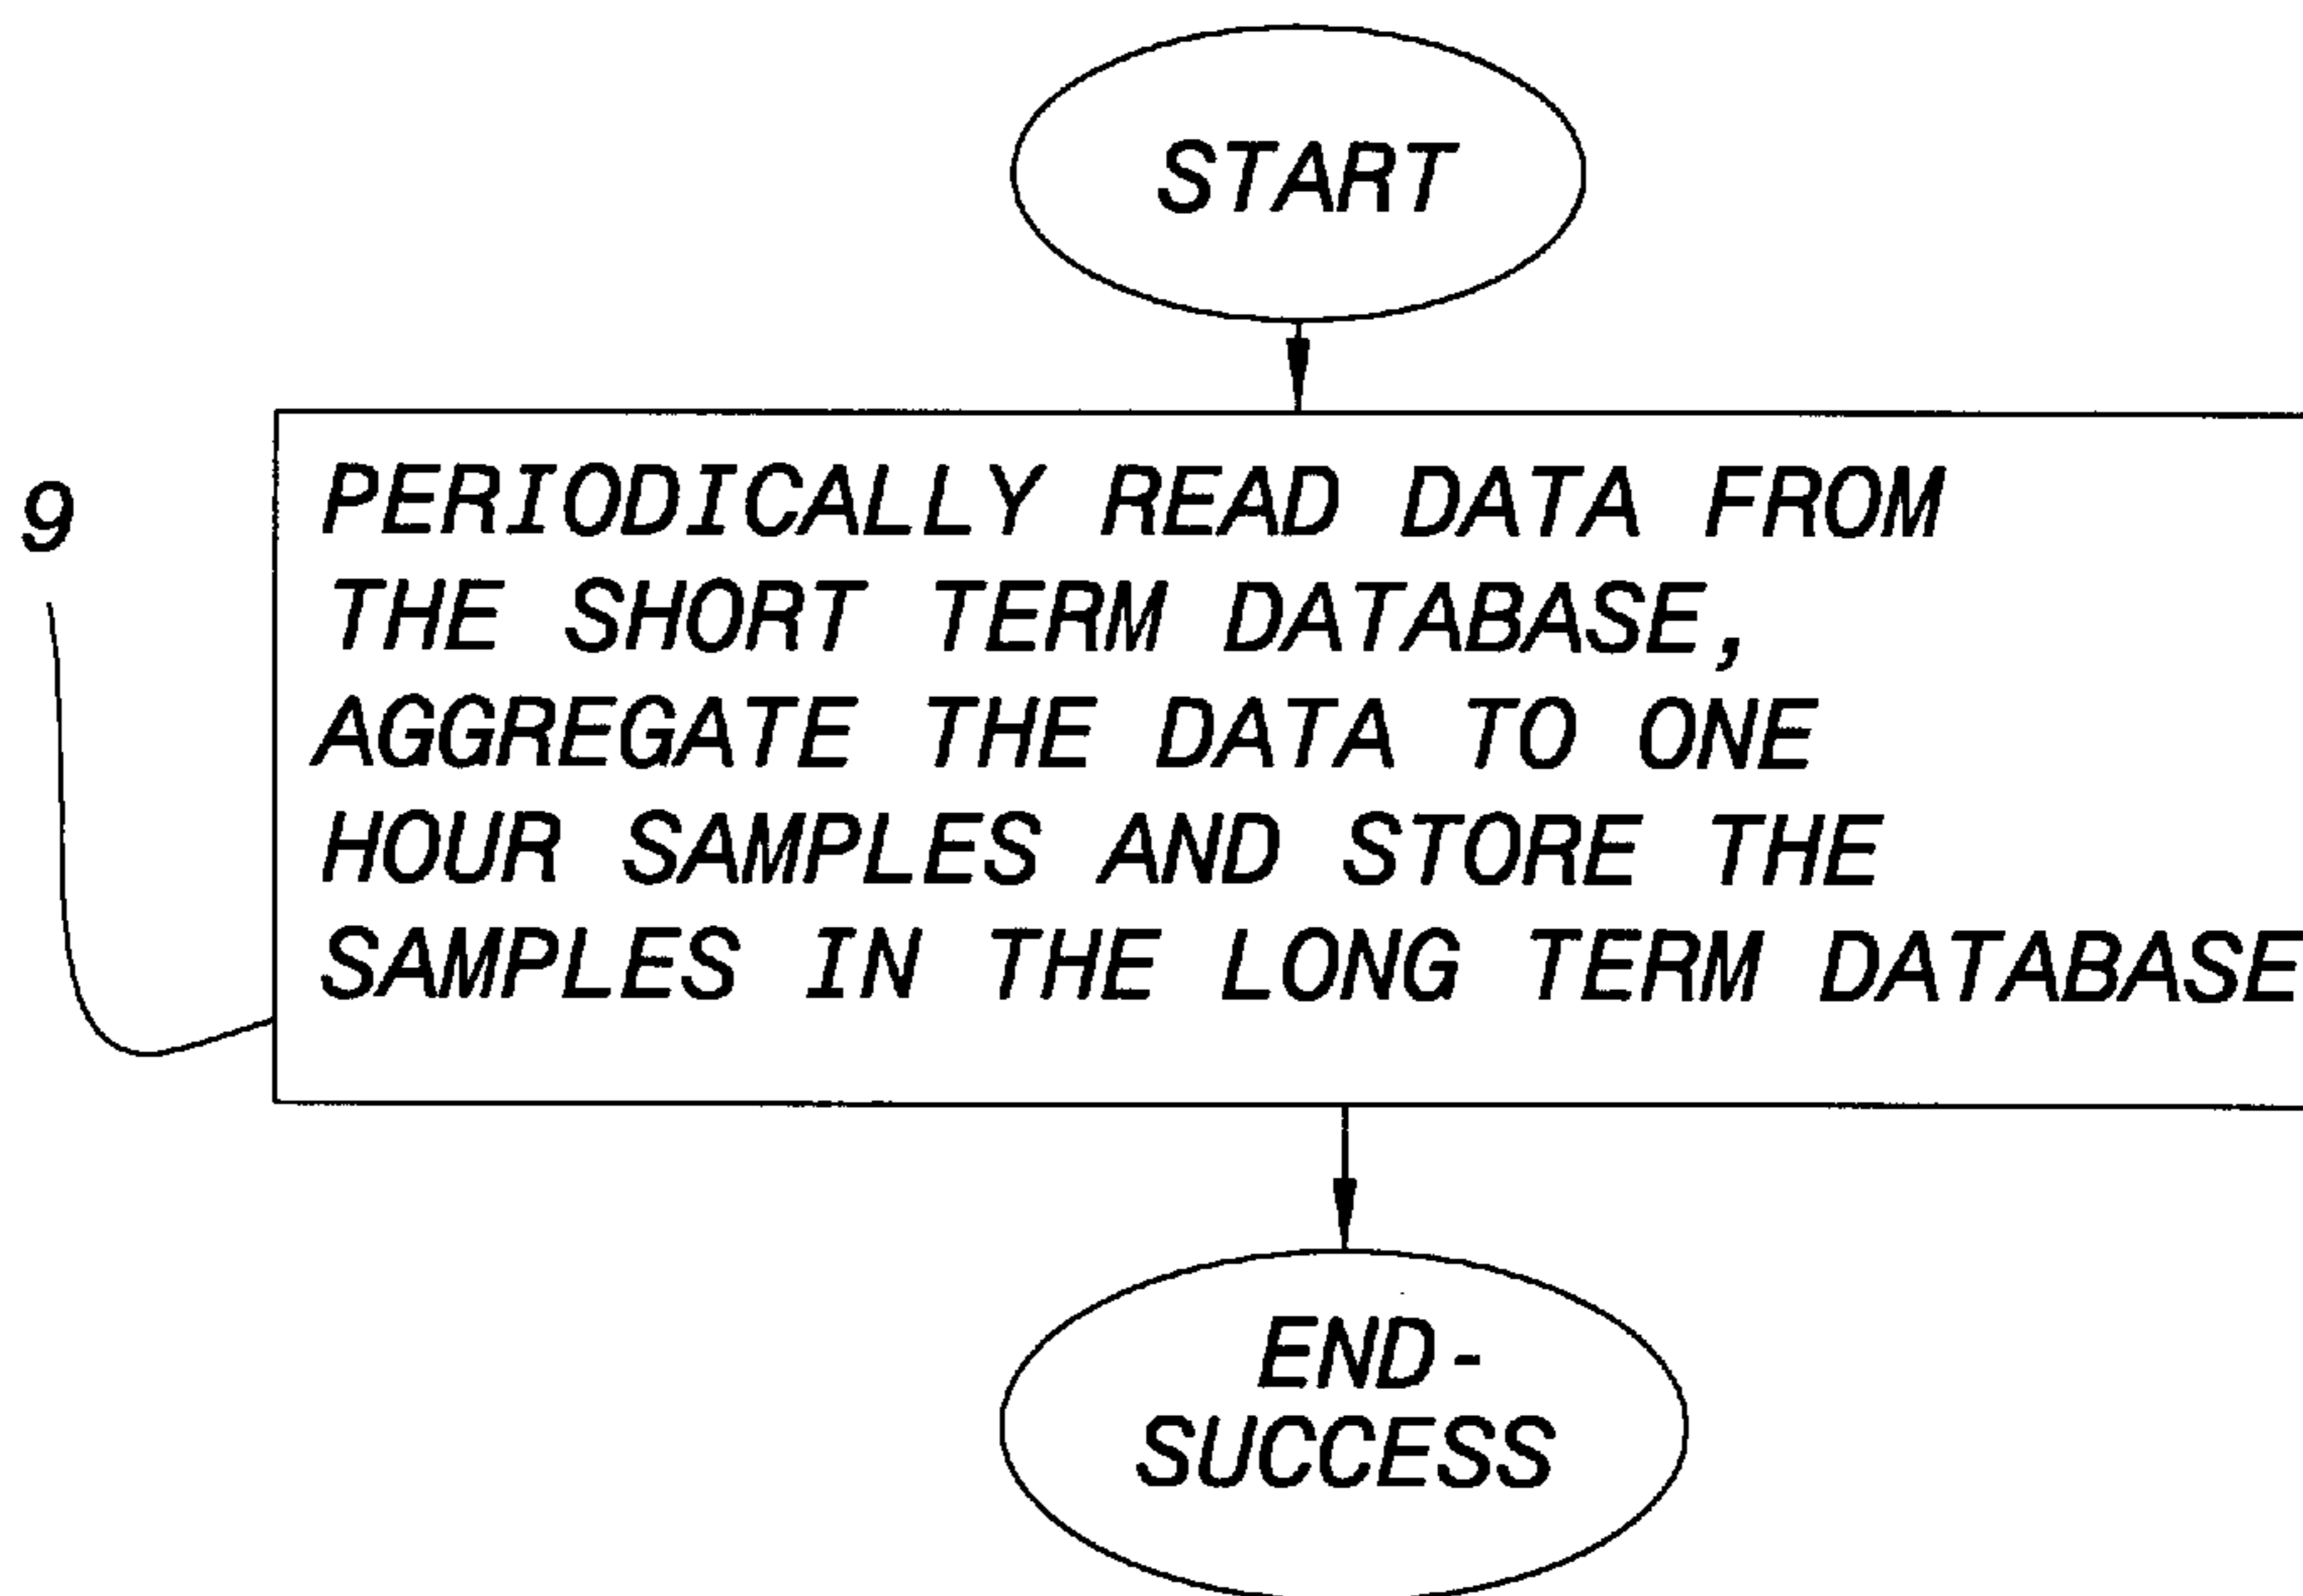 START
9
PERIODICALLY READ DATA FROM
THE SHORT TERM DATABASE,
AGGREGATE THE DATA TO ONE
HOUR SAMPLES AND STORE THE
SAMPLES IN THE LONG TERM DATABASE
END-
SUCCESS